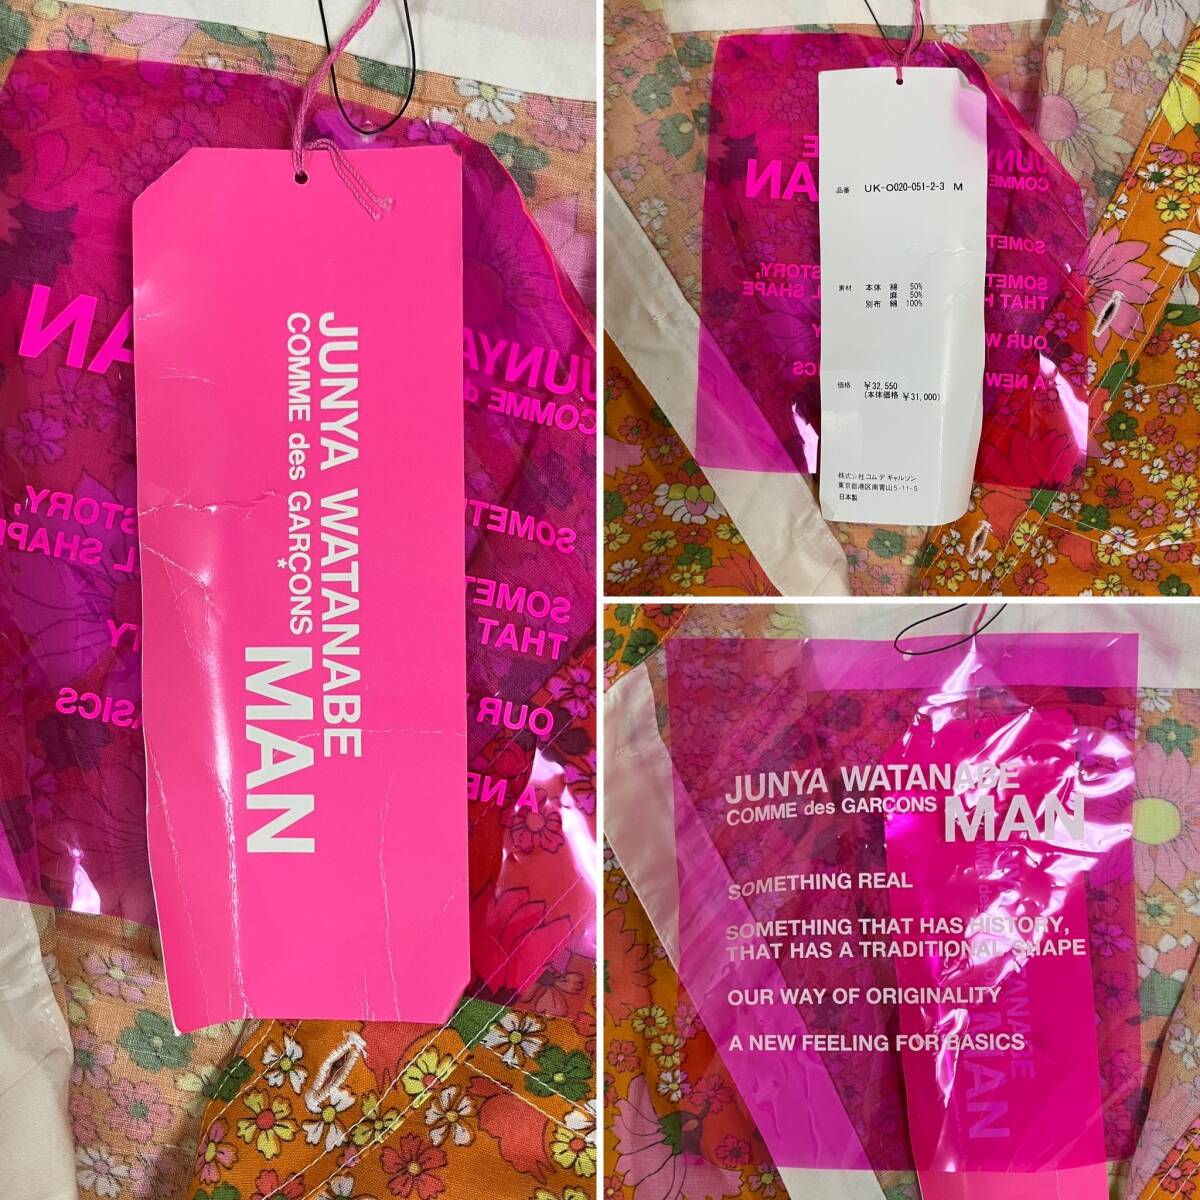 JUNYA WATANABE
COMME des GARÇONS
*
MAN
品番 UK-O020-051-2-3 M
素材 本体 綿 50%
麻 50%
別布 綿 100%
価格 ¥32,550
(本体価格 ¥31,000)
株式会社コム デ ギャルソン
東京都港区南青山5-11-5
日本製
JUNYA WATANABE
COMME des GARÇONS MAN
SOMETHING REAL
SOMETHING THAT HAS HISTORY,
THAT HAS A TRADITIONAL SHAPE
OUR WAY OF ORIGINALITY
A NEW FEELING FOR BASICS